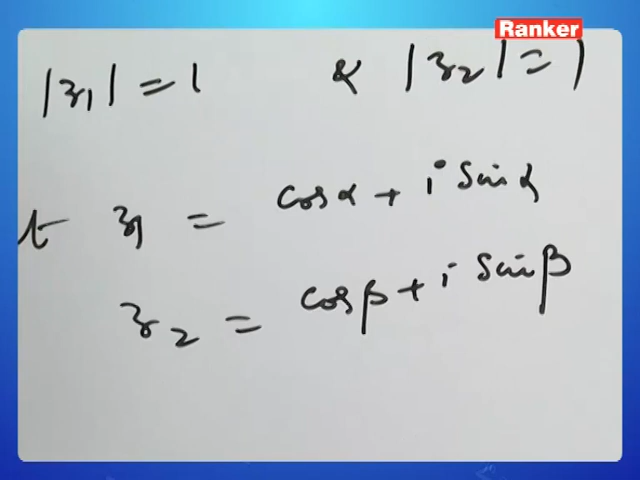 Ranker
|z₁| = 1 & |z₂| = 1
t z₁ = cosα + i sinα
z₂ = cosβ + i sinβ